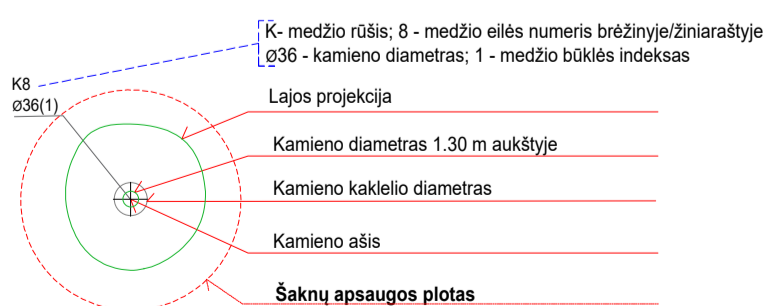 K- medžio rūšis; 8 - medžio eilės numeris brėžinyje/žiniaraštyje
Ø36 - kamieno diametras; 1 - medžio būklės indeksas
K8
Ø36(1)
Lajos projekcija
Kamieno diametras 1.30 m aukštyje
Kamieno kaklelio diametras
Kamieno ašis
Šaknų apsaugos plotas